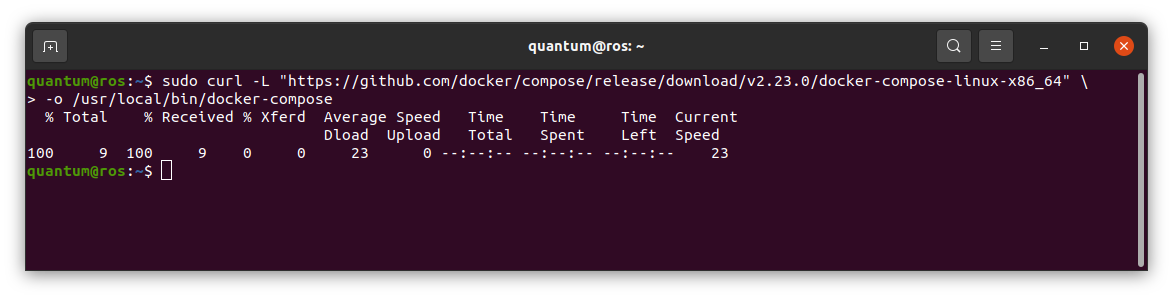 quantum@ros: ~
quantum@ros:~$ sudo curl -L "https://github.com/docker/compose/release/download/v2.23.0/docker-compose-linux-x86_64" \
> -o /usr/local/bin/docker-compose
  % Total    % Received % Xferd  Average Speed   Time    Time     Time  Current
                                 Dload  Upload   Total   Spent    Left  Speed
100     9  100     9    0     0     23      0 --:--:-- --:--:-- --:--:--    23
quantum@ros:~$